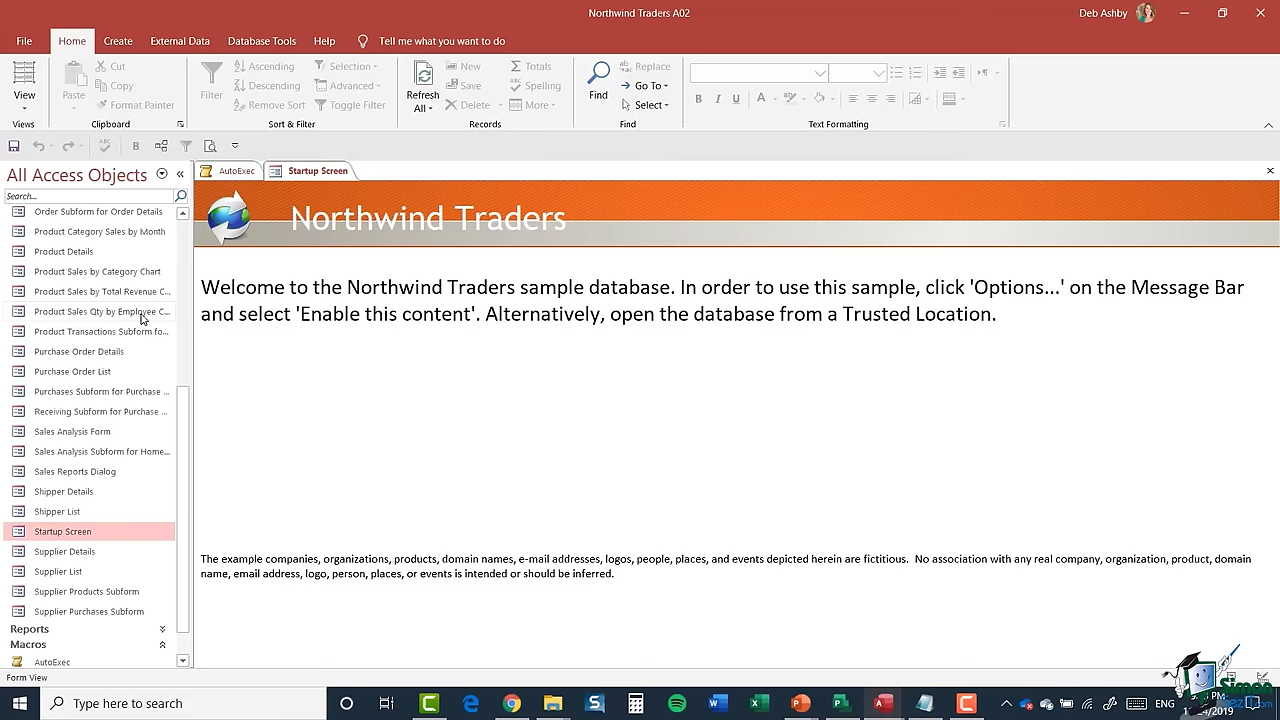 Northwind Traders A02
Deb Ashby
File Home Create External Data Database Tools Help Tell me what you want to do
View
Views
Paste
Cut
Copy
Format Painter
Clipboard
Filter
Ascending
Descending
Remove Sort
Selection
Advanced
Toggle Filter
Sort & Filter
Refresh
All
New
Save
Delete
Totals
Spelling
More
Records
Find
Replace
Go To
Select
Find
B I U A
Text Formatting
B
All Access Objects
Search...
Order Subform for Order Details
Product Category Sales by Month
Product Details
Product Sales by Category Chart
Product Sales by Total Revenue C...
Product Sales Qty by Employee C...
Product Transactions Subform fo...
Purchase Order Details
Purchase Order List
Purchases Subform for Purchase ...
Receiving Subform for Purchase ...
Sales Analysis Form
Sales Analysis Subform for Home...
Sales Reports Dialog
Shipper Details
Shipper List
Startup Screen
Supplier Details
Supplier List
Supplier Products Subform
Supplier Purchases Subform
Reports
Macros
AutoExec
AutoExec Startup Screen
Northwind Traders
Welcome to the Northwind Traders sample database. In order to use this sample, click 'Options...' on the Message Bar
and select 'Enable this content'. Alternatively, open the database from a Trusted Location.
The example companies, organizations, products, domain names, e-mail addresses, logos, people, places, and events depicted herein are fictitious. No association with any real company, organization, product, domain
name, email address, logo, person, places, or events is intended or should be inferred.
Form View
Type here to search
ENG